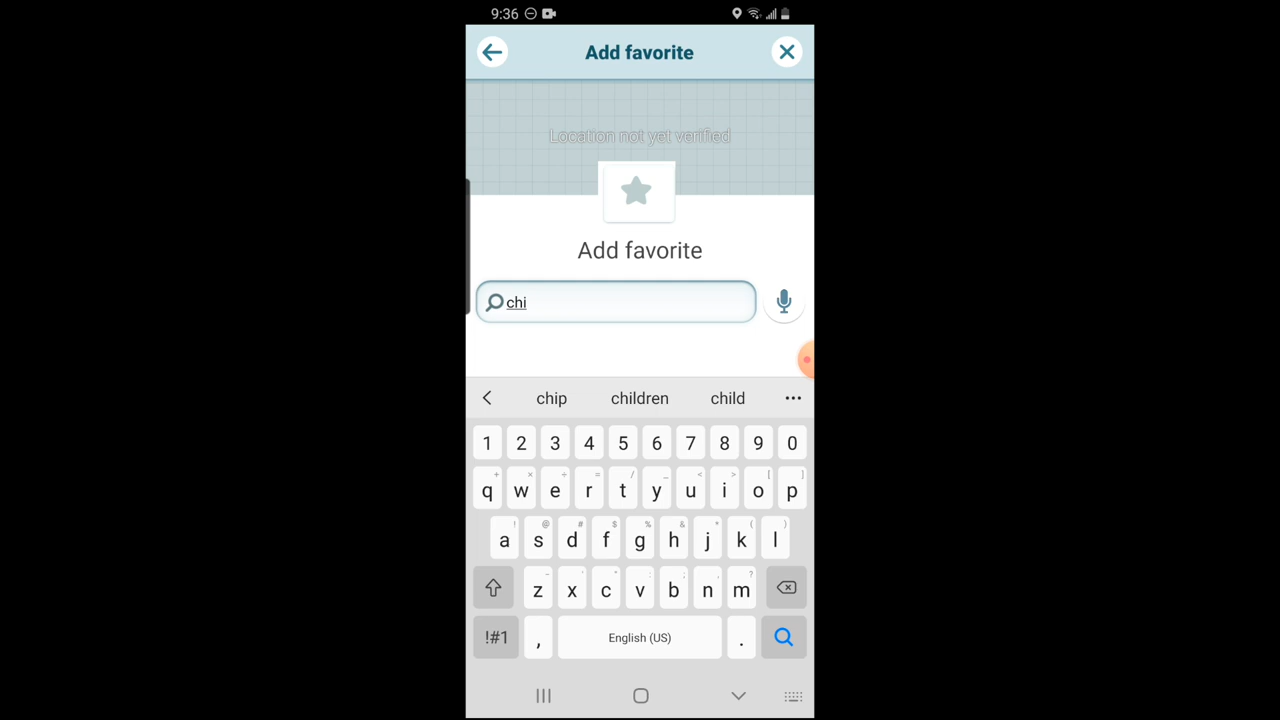 9:36
Add favorite
Location not yet verified
Add favorite
chi
chip children child
1 2 3 4 5 6 7 8 9 0
+ × ÷ = / _ < > [ ]
q w e r t y u i o p
! @ # $ % & * ( )
a s d f g h j k l
- ' " : ; , ?
z x c v b n m
!#1 , English (US) .